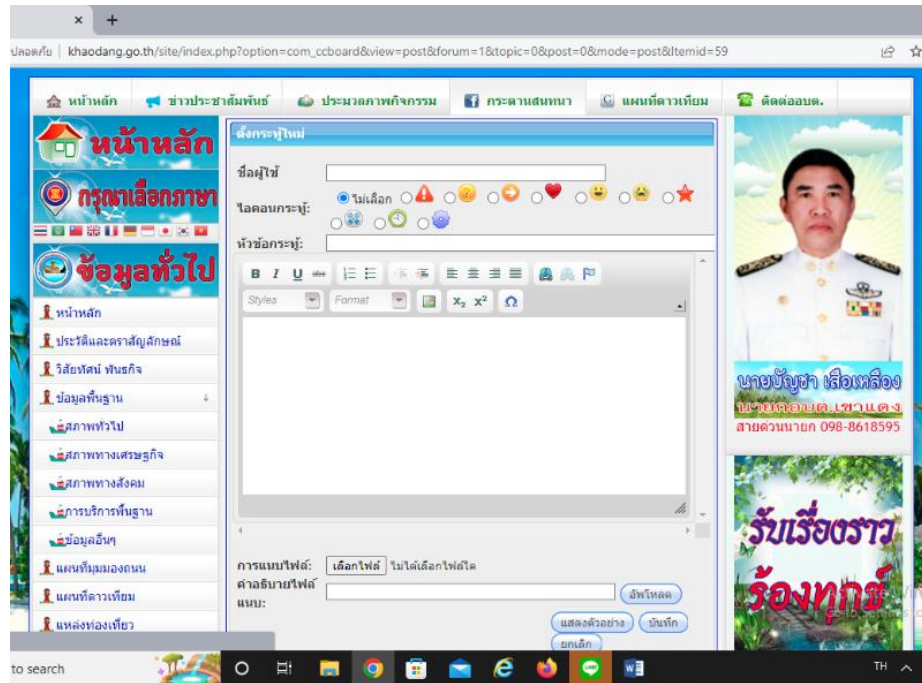 ปลอดภัย | khaodang.go.th/site/index.php?option=com_ccboard&view=post&forum=1&topic=0&post=0&mode=post&Itemid=59
หน้าหลัก ข่าวประชาสัมพันธ์ ประมวลภาพกิจกรรม กระดานสนทนา แผนที่ดาวเทียม ติดต่ออบต.
หน้าหลัก
กรุณาเลือกภาษา
ข้อมูลทั่วไป
หน้าหลัก
ประวัติและตราสัญลักษณ์
วิสัยทัศน์ พันธกิจ
ข้อมูลพื้นฐาน
สภาพทั่วไป
สภาพทางเศรษฐกิจ
สภาพทางสังคม
การบริการพื้นฐาน
ข้อมูลอื่นๆ
แผนที่มุมมองถนน
แผนที่ดาวเทียม
แหล่งท่องเที่ยว
ตั้งกระทู้ใหม่
ชื่อผู้ใช้
ไอคอนกระทู้: ไม่เลือก
หัวข้อกระทู้:
B I U abc
Styles Format X₂ X² Ω
การแนบไฟล์: เลือกไฟล์ ไม่ได้เลือกไฟล์ใด
คำอธิบายไฟล์
แนบ:
อัพโหลด
แสดงตัวอย่าง บันทึก
ยกเลิก
นายบัญชา เสือเหลือง
นายกอบต.เขาแดง
สายด่วนนายก 098-8618595
รับเรื่องราว
ร้องทุกข์
to search
TH